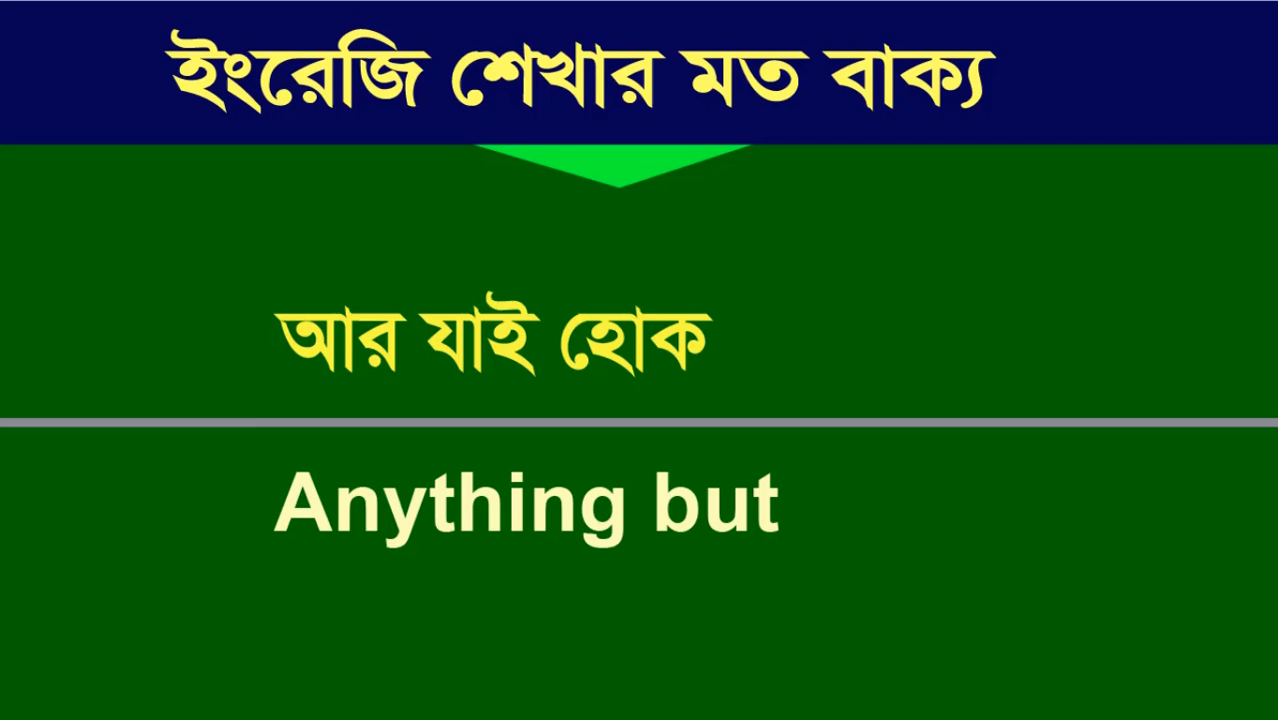 ইংরেজি শেখার মত বাক্য
আর যাই হোক
Anything but